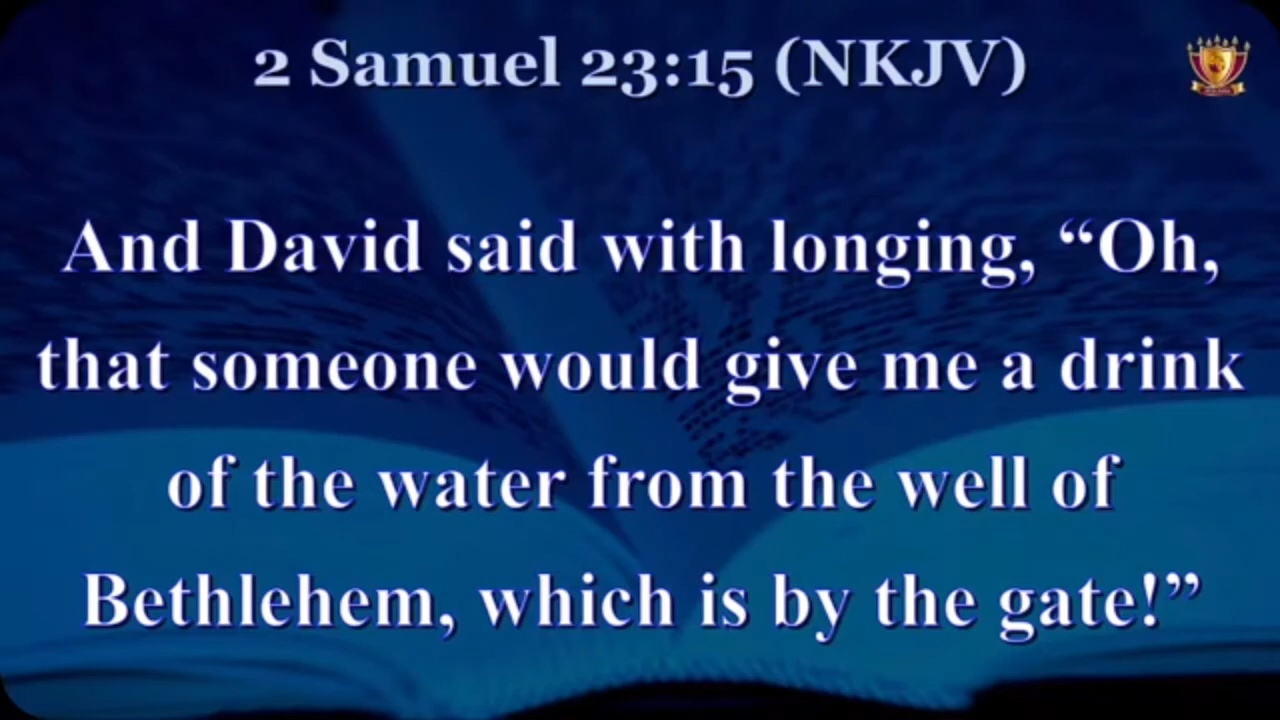 2 Samuel 23:15 (NKJV)
And David said with longing, “Oh,
that someone would give me a drink
of the water from the well of
Bethlehem, which is by the gate!”